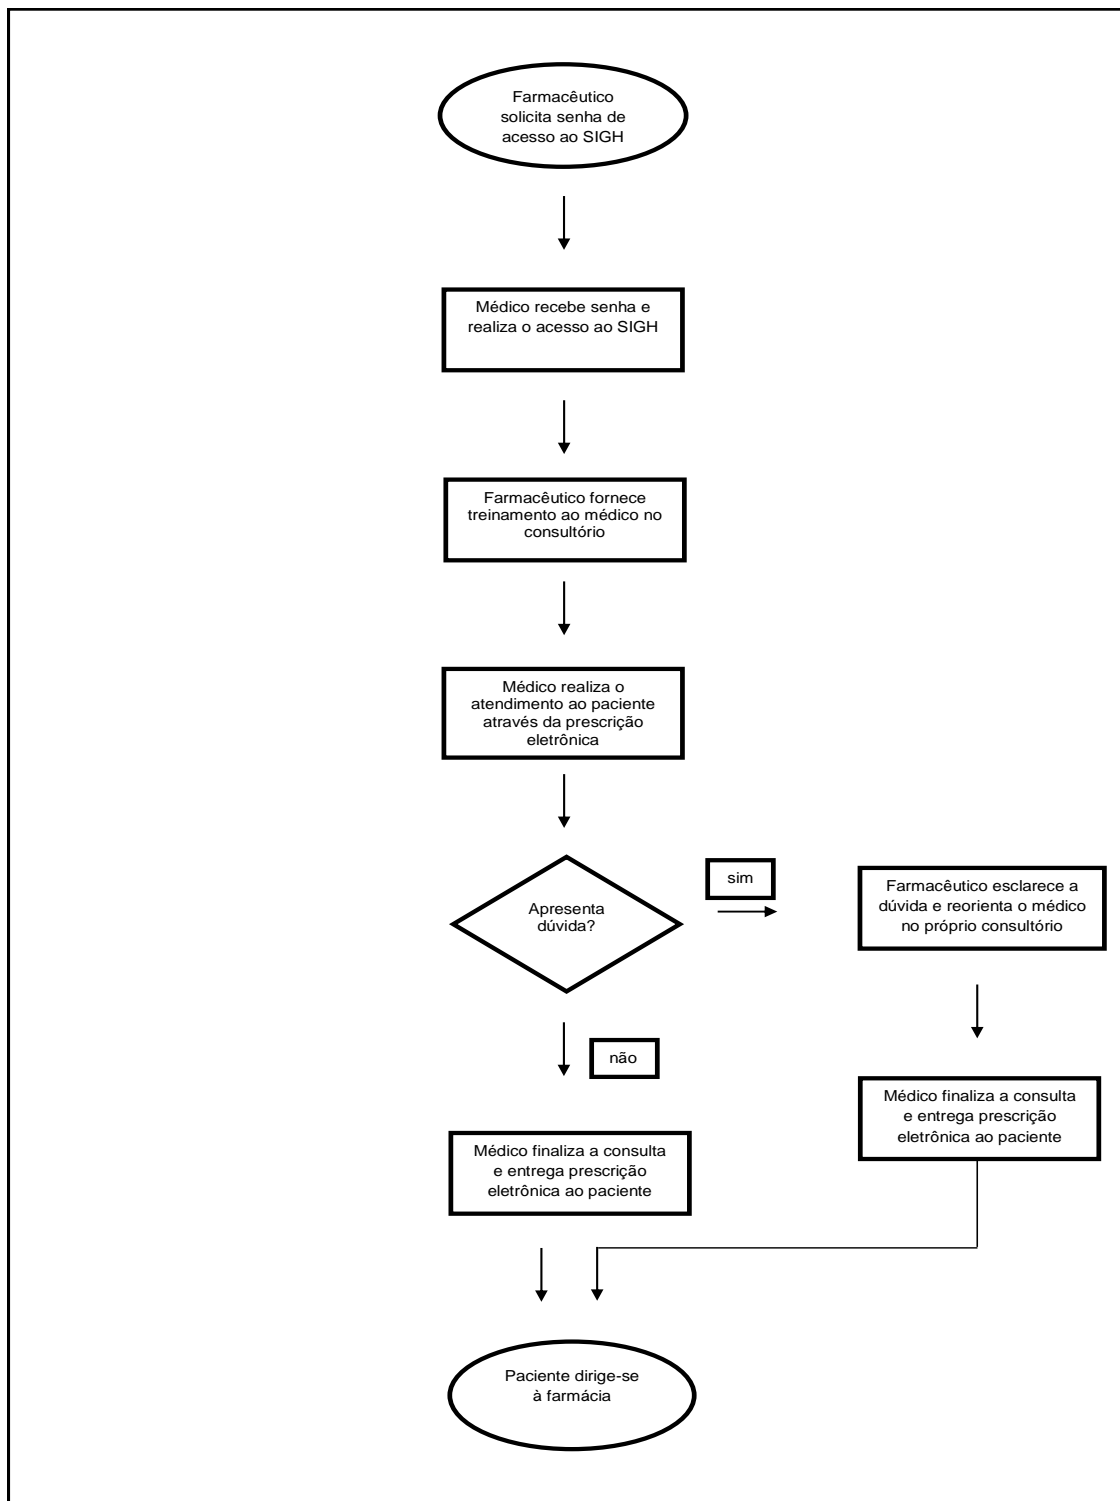 Farmacêutico
solicita senha de
acesso ao SIGH
Médico recebe senha e
realiza o acesso ao SIGH
Farmacêutico fornece
treinamento ao médico no
consultório
Médico realiza o
atendimento ao paciente
através da prescrição
eletrônica
Apresenta
dúvida?
sim
Farmacêutico esclarece a
dúvida e reorienta o médico
no próprio consultório
não
Médico finaliza a consulta
e entrega prescrição
eletrônica ao paciente
Médico finaliza a consulta
e entrega prescrição
eletrônica ao paciente
Paciente dirige-se
à farmácia